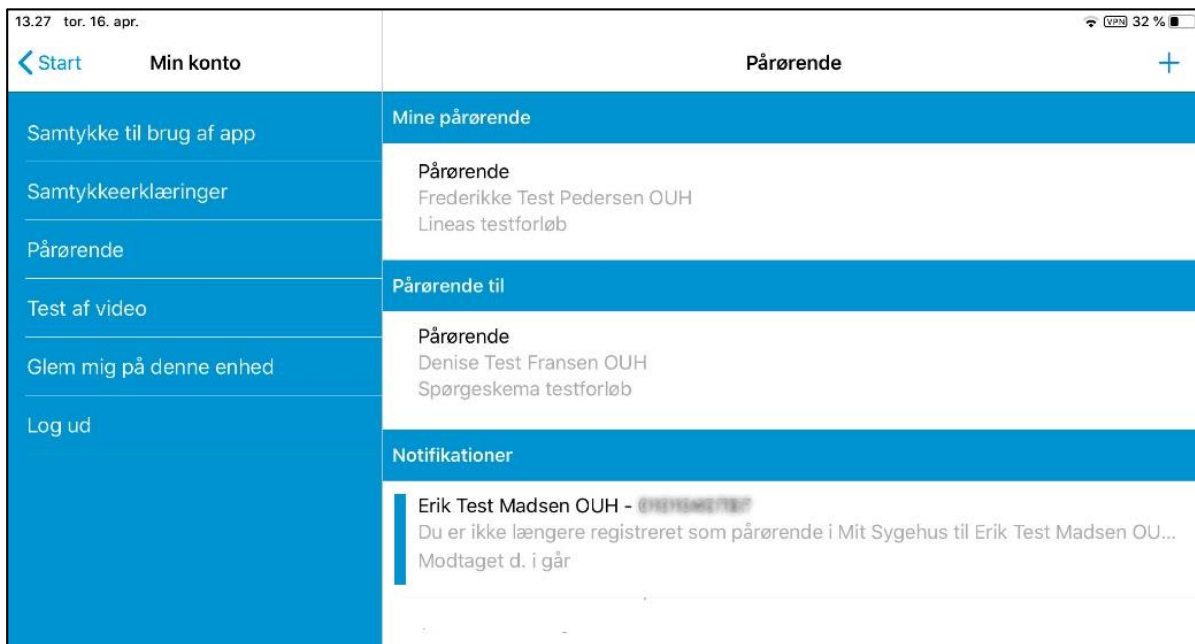 13.27 tor. 16. apr.
VPN 32 %
Start
Min konto
Pårørende
Samtykke til brug af app
Samtykkeerklæringer
Pårørende
Test af video
Glem mig på denne enhed
Log ud
Mine pårørende
Pårørende
Frederikke Test Pedersen OUH
Lineas testforløb
Pårørende til
Pårørende
Denise Test Fransen OUH
Spørgeskema testforløb
Notifikationer
Erik Test Madsen OUH -
Du er ikke længere registreret som pårørende i Mit Sygehus til Erik Test Madsen OU...
Modtaget d. i går